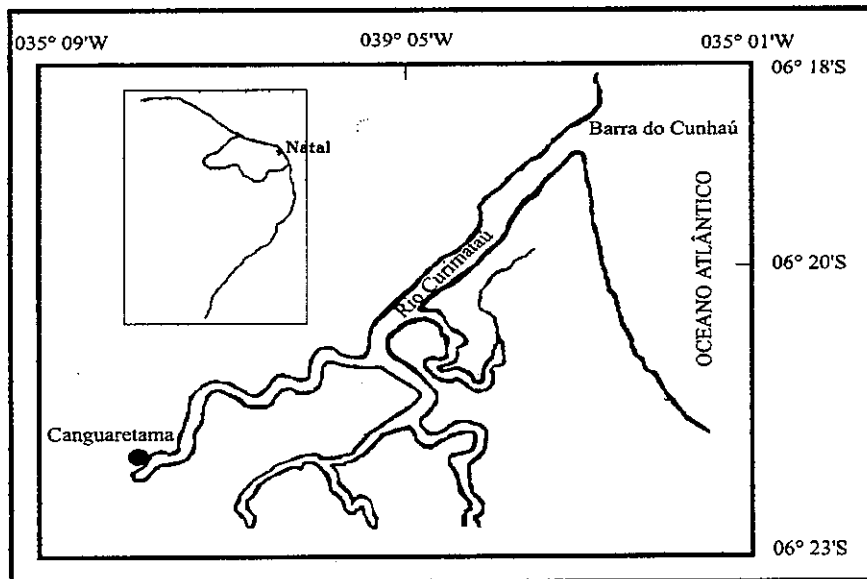 035° 09'W
039° 05'W
035° 01'W
06° 18'S
Natal
Barra do Cunhaú
Rio Curimataú
OCEANO ATLÂNTICO
06° 20'S
Canguaretama
06° 23'S